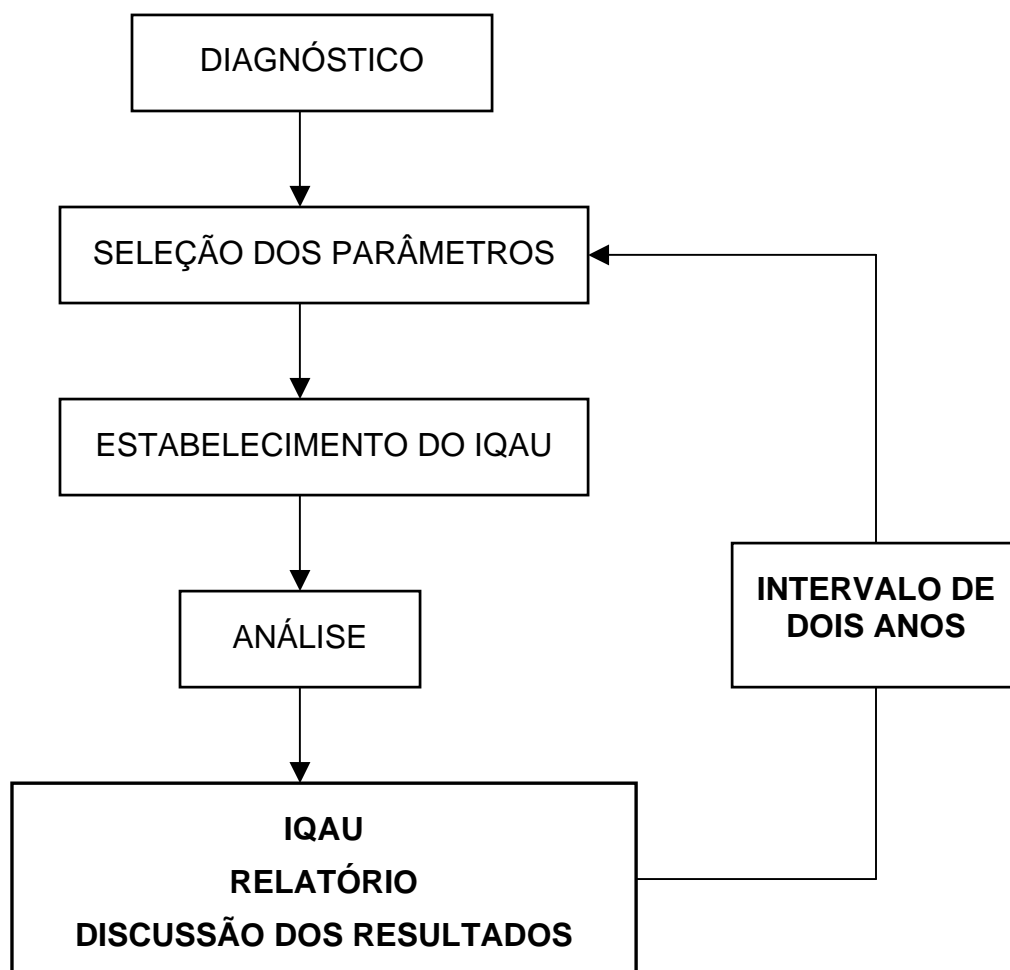 DIAGNÓSTICO
SELEÇÃO DOS PARÂMETROS
ESTABELECIMENTO DO IQAU
ANÁLISE
INTERVALO DE
DOIS ANOS
IQAU
RELATÓRIO
DISCUSSÃO DOS RESULTADOS